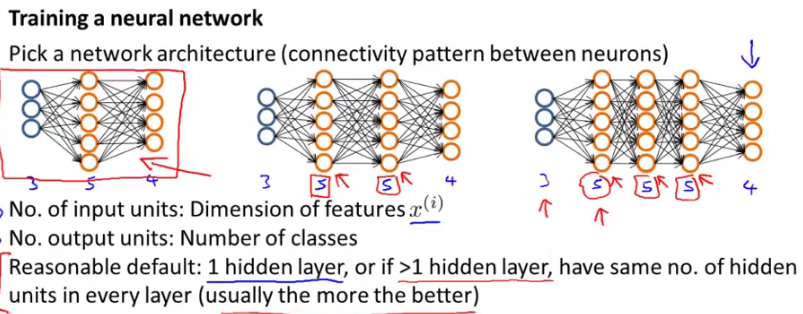 Training a neural network
Pick a network architecture (connectivity pattern between neurons)
3 5 4 3 5 5 4 3 5 5 5 4
No. of input units: Dimension of features x^{(i)}
No. output units: Number of classes
Reasonable default: 1 hidden layer, or if >1 hidden layer, have same no. of hidden
units in every layer (usually the more the better)